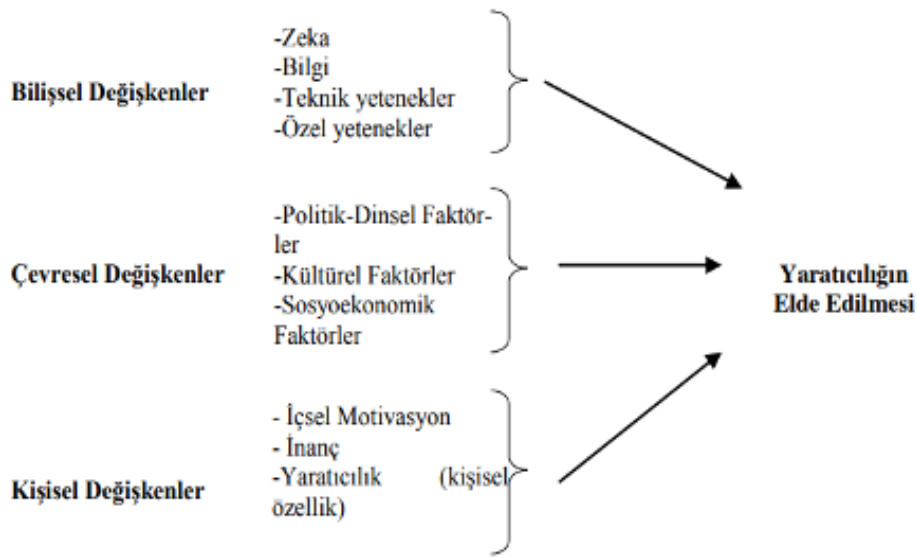 Bilişsel Değişkenler
-Zeka
-Bilgi
-Teknik yetenekler
-Özel yetenekler
Çevresel Değişkenler
-Politik-Dinsel Faktör-
ler
-Kültürel Faktörler
-Sosyoekonomik
Faktörler
Kişisel Değişkenler
- İçsel Motivasyon
- İnanç
-Yaratıcılık (kişisel
özellik)
Yaratıcılığın
Elde Edilmesi